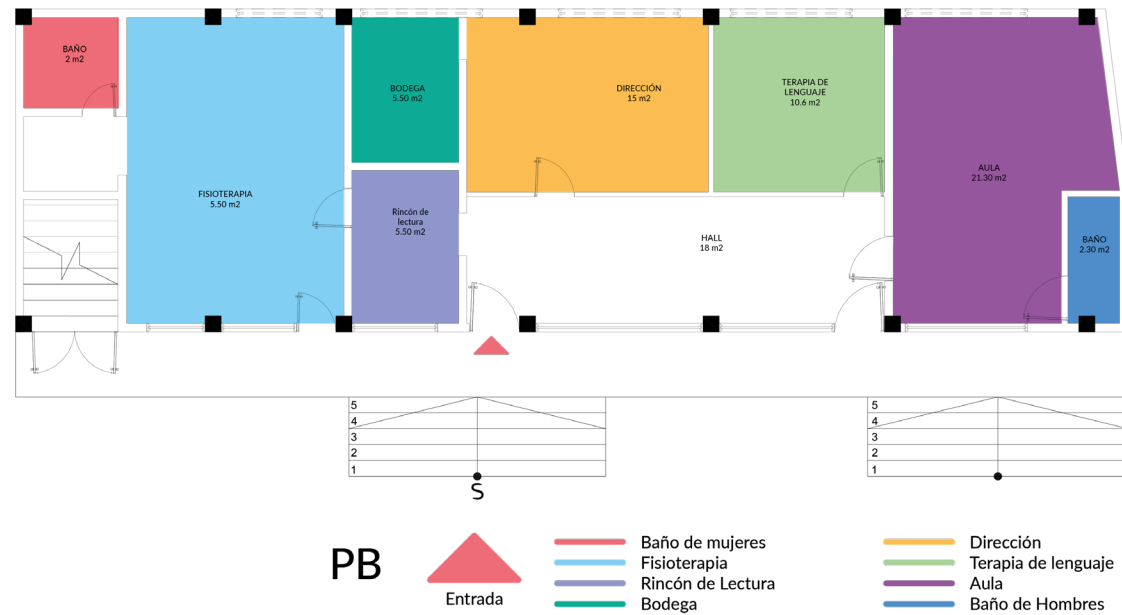 BAÑO
2 m2
BODEGA
5.50 m2
DIRECCIÓN
15 m2
TERAPIA DE
LENGUAJE
10.6 m2
AULA
21.30 m2
FISIOTERAPIA
5.50 m2
Rincón de
lectura
5.50 m2
HALL
18 m2
BAÑO
2.30 m2
5
4
3
2
1
S
5
4
3
2
1
PB
Entrada
Baño de mujeres
Fisioterapia
Rincón de Lectura
Bodega
Dirección
Terapia de lenguaje
Aula
Baño de Hombres